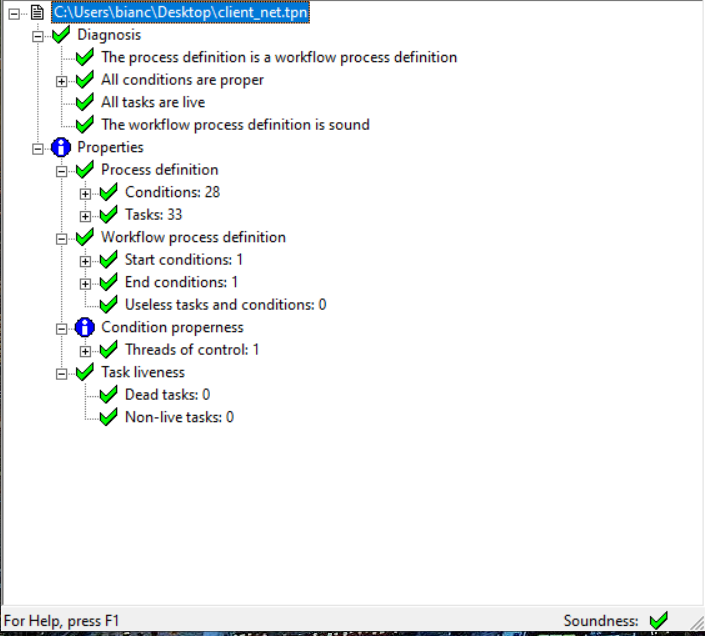 C:\Users\bianc\Desktop\client_net.tpn
Diagnosis
The process definition is a workflow process definition
All conditions are proper
All tasks are live
The workflow process definition is sound
Properties
Process definition
Conditions: 28
Tasks: 33
Workflow process definition
Start conditions: 1
End conditions: 1
Useless tasks and conditions: 0
Condition properness
Threads of control: 1
Task liveness
Dead tasks: 0
Non-live tasks: 0
For Help, press F1 Soundness: